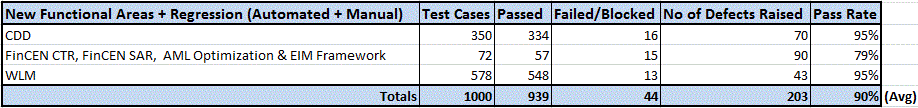 New Functional Areas + Regression (Automated + Manual) Test Cases Passed Failed/Blocked No of Defects Raised Pass Rate
CDD 350 334 16 70 95%
FinCEN CTR, FinCEN SAR, AML Optimization & EIM Framework 72 57 15 90 79%
WLM 578 548 13 43 95%
Totals 1000 939 44 203 90% (Avg)